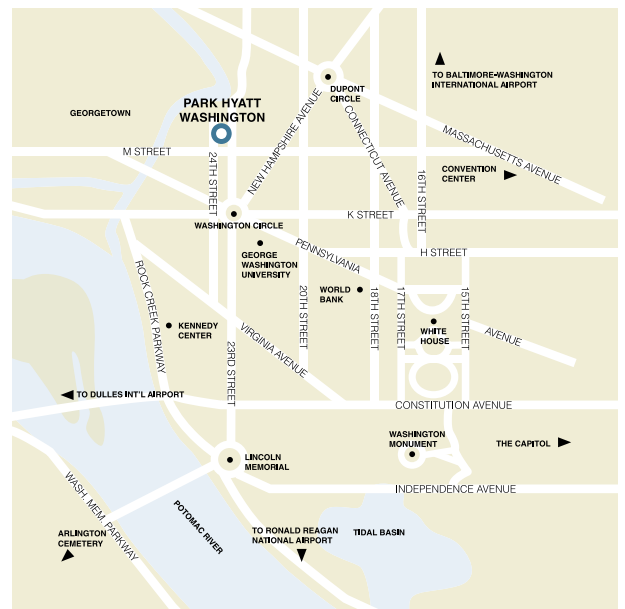 DUPONT
CIRCLE
TO BALTIMORE-WASHINGTON
INTERNATIONAL AIRPORT
GEORGETOWN
PARK HYATT
WASHINGTON
M STREET
24TH STREET
NEW HAMPSHIRE AVENUE
CONNECTICUT AVENUE
MASSACHUSETTS AVENUE
CONVENTION
CENTER
16TH STREET
WASHINGTON CIRCLE
K STREET
H STREET
GEORGE
WASHINGTON
UNIVERSITY
PENNSYLVANIA
AVENUE
WORLD
BANK
ROCK CREEK PARKWAY
KENNEDY
CENTER
VIRGINIA AVENUE
23RD STREET
20TH STREET
18TH STREET
17TH STREET
15TH STREET
WHITE
HOUSE
TO DULLES INT'L AIRPORT
CONSTITUTION AVENUE
WASHINGTON
MONUMENT
THE CAPITOL
LINCOLN
MEMORIAL
INDEPENDENCE AVENUE
WASH. MEM. PARKWAY
POTOMAC RIVER
ARLINGTON
CEMETERY
TO RONALD REAGAN
NATIONAL AIRPORT
TIDAL BASIN